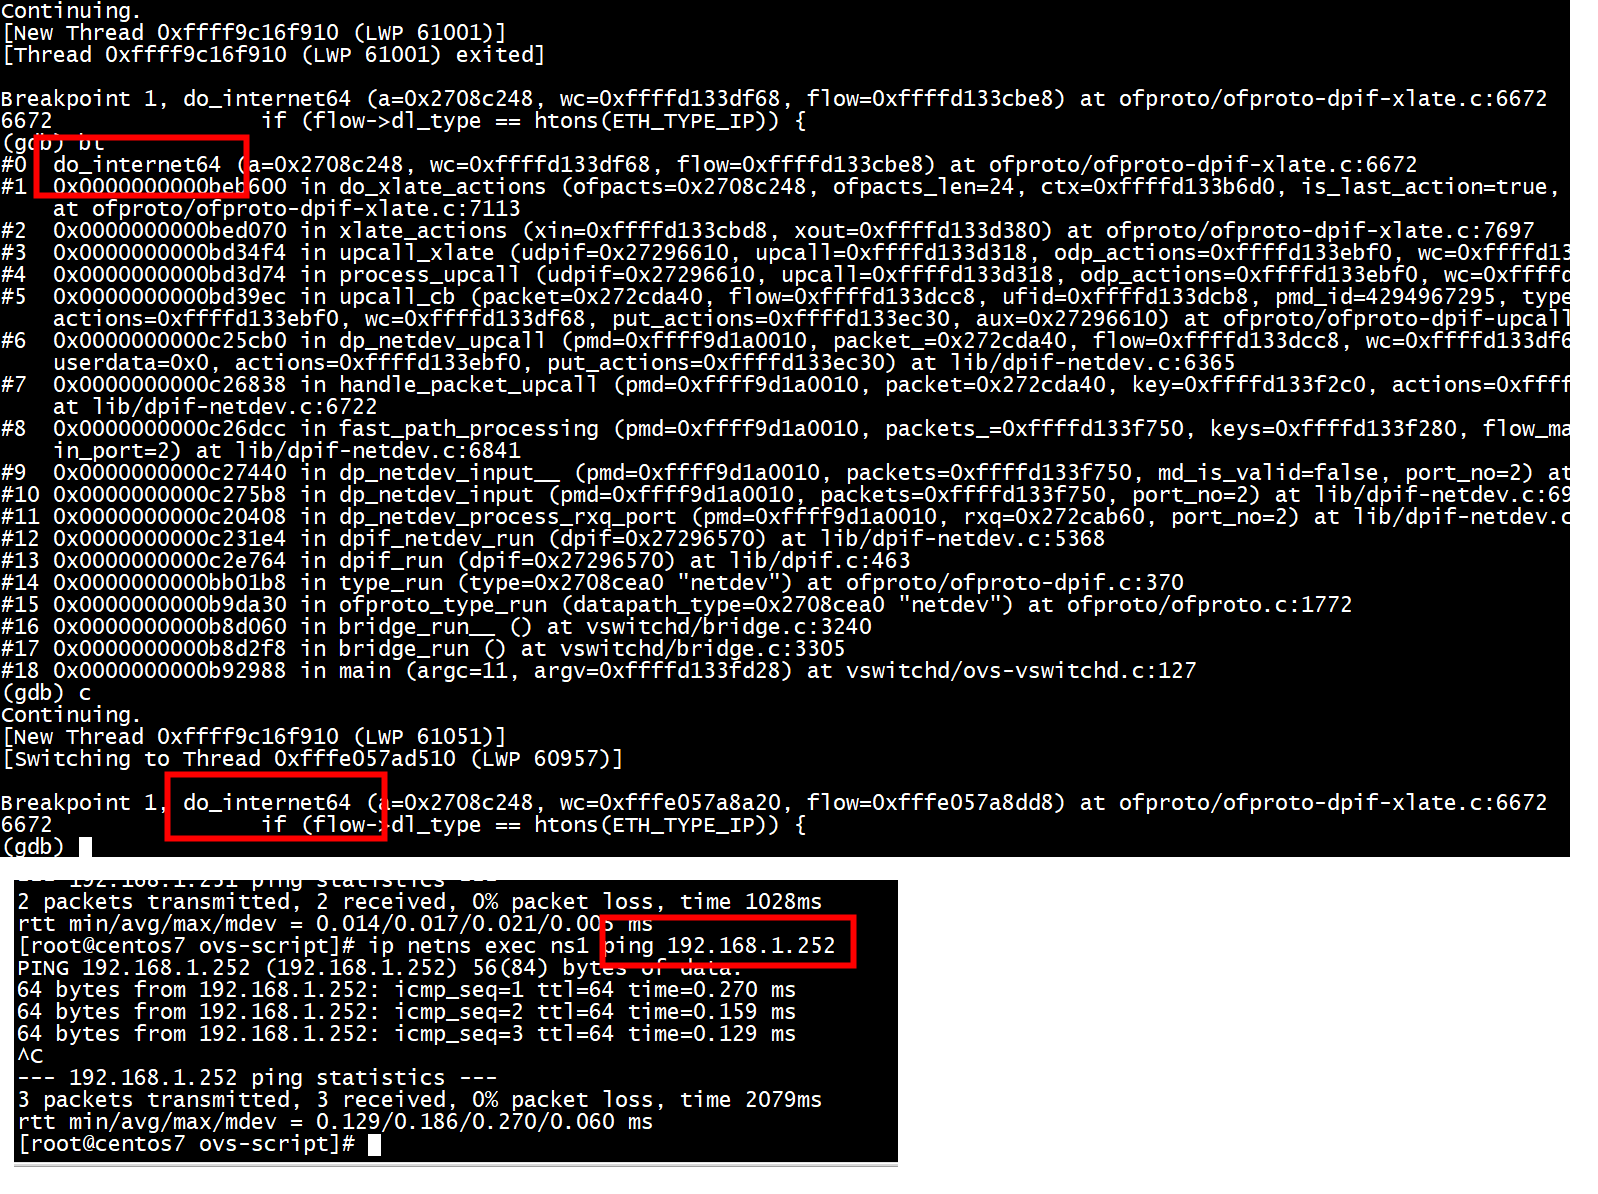 Continuing.
[New Thread 0xffff9c16f910 (LWP 61001)]
[Thread 0xffff9c16f910 (LWP 61001) exited]
Breakpoint 1, do_internet64 (a=0x2708c248, wc=0xffffd133df68, flow=0xffffd133cbe8) at ofproto/ofproto-dpif-xlate.c:6672
6672                if (flow->dl_type == htons(ETH_TYPE_IP)) {
(gdb) bt
#0  do_internet64 (a=0x2708c248, wc=0xffffd133df68, flow=0xffffd133cbe8) at ofproto/ofproto-dpif-xlate.c:6672
#1  0x0000000000beb600 in do_xlate_actions (ofpacts=0x2708c248, ofpacts_len=24, ctx=0xffffd133b6d0, is_last_action=true,
    at ofproto/ofproto-dpif-xlate.c:7113
#2  0x0000000000bed070 in xlate_actions (xin=0xffffd133cbd8, xout=0xffffd133d380) at ofproto/ofproto-dpif-xlate.c:7697
#3  0x0000000000bd34f4 in upcall_xlate (udpif=0x27296610, upcall=0xffffd133d318, odp_actions=0xffffd133ebf0, wc=0xffffd13
#4  0x0000000000bd3d74 in process_upcall (udpif=0x27296610, upcall=0xffffd133d318, odp_actions=0xffffd133ebf0, wc=0xffffd
#5  0x0000000000bd39ec in upcall_cb (packet=0x272cda40, flow=0xffffd133dcc8, ufid=0xffffd133dcb8, pmd_id=4294967295, type
    actions=0xffffd133ebf0, wc=0xffffd133df68, put_actions=0xffffd133ec30, aux=0x27296610) at ofproto/ofproto-dpif-upcall
#6  0x0000000000c25cb0 in dp_netdev_upcall (pmd=0xffff9d1a0010, packet_=0x272cda40, flow=0xffffd133dcc8, wc=0xffffd133df6
    userdata=0x0, actions=0xffffd133ebf0, put_actions=0xffffd133ec30) at lib/dpif-netdev.c:6365
#7  0x0000000000c26838 in handle_packet_upcall (pmd=0xffff9d1a0010, packet=0x272cda40, key=0xffffd133f2c0, actions=0xffff
    at lib/dpif-netdev.c:6722
#8  0x0000000000c26dcc in fast_path_processing (pmd=0xffff9d1a0010, packets_=0xffffd133f750, keys=0xffffd133f280, flow_ma
    in_port=2) at lib/dpif-netdev.c:6841
#9  0x0000000000c27440 in dp_netdev_input__ (pmd=0xffff9d1a0010, packets=0xffffd133f750, md_is_valid=false, port_no=2) at
#10 0x0000000000c275b8 in dp_netdev_input (pmd=0xffff9d1a0010, packets=0xffffd133f750, port_no=2) at lib/dpif-netdev.c:69
#11 0x0000000000c20408 in dp_netdev_process_rxq_port (pmd=0xffff9d1a0010, rxq=0x272cab60, port_no=2) at lib/dpif-netdev.c
#12 0x0000000000c231e4 in dpif_netdev_run (dpif=0x27296570) at lib/dpif-netdev.c:5368
#13 0x0000000000c2e764 in dpif_run (dpif=0x27296570) at lib/dpif.c:463
#14 0x0000000000bb01b8 in type_run (type=0x2708cea0 "netdev") at ofproto/ofproto-dpif.c:370
#15 0x0000000000b9da30 in ofproto_type_run (datapath_type=0x2708cea0 "netdev") at ofproto/ofproto.c:1772
#16 0x0000000000b8d060 in bridge_run__ () at vswitchd/bridge.c:3240
#17 0x0000000000b8d2f8 in bridge_run () at vswitchd/bridge.c:3305
#18 0x0000000000b92988 in main (argc=11, argv=0xffffd133fd28) at vswitchd/ovs-vswitchd.c:127
(gdb) c
Continuing.
[New Thread 0xffff9c16f910 (LWP 61051)]
[Switching to Thread 0xfffe057ad510 (LWP 60957)]
Breakpoint 1, do_internet64 (a=0x2708c248, wc=0xfffe057a8a20, flow=0xfffe057a8dd8) at ofproto/ofproto-dpif-xlate.c:6672
6672                if (flow->dl_type == htons(ETH_TYPE_IP)) {
(gdb)
--- 192.168.1.251 ping statistics ---
2 packets transmitted, 2 received, 0% packet loss, time 1028ms
rtt min/avg/max/mdev = 0.014/0.017/0.021/0.005 ms
[root@centos7 ovs-script]# ip netns exec ns1 ping 192.168.1.252
PING 192.168.1.252 (192.168.1.252) 56(84) bytes of data.
64 bytes from 192.168.1.252: icmp_seq=1 ttl=64 time=0.270 ms
64 bytes from 192.168.1.252: icmp_seq=2 ttl=64 time=0.159 ms
64 bytes from 192.168.1.252: icmp_seq=3 ttl=64 time=0.129 ms
^C
--- 192.168.1.252 ping statistics ---
3 packets transmitted, 3 received, 0% packet loss, time 2079ms
rtt min/avg/max/mdev = 0.129/0.186/0.270/0.060 ms
[root@centos7 ovs-script]#